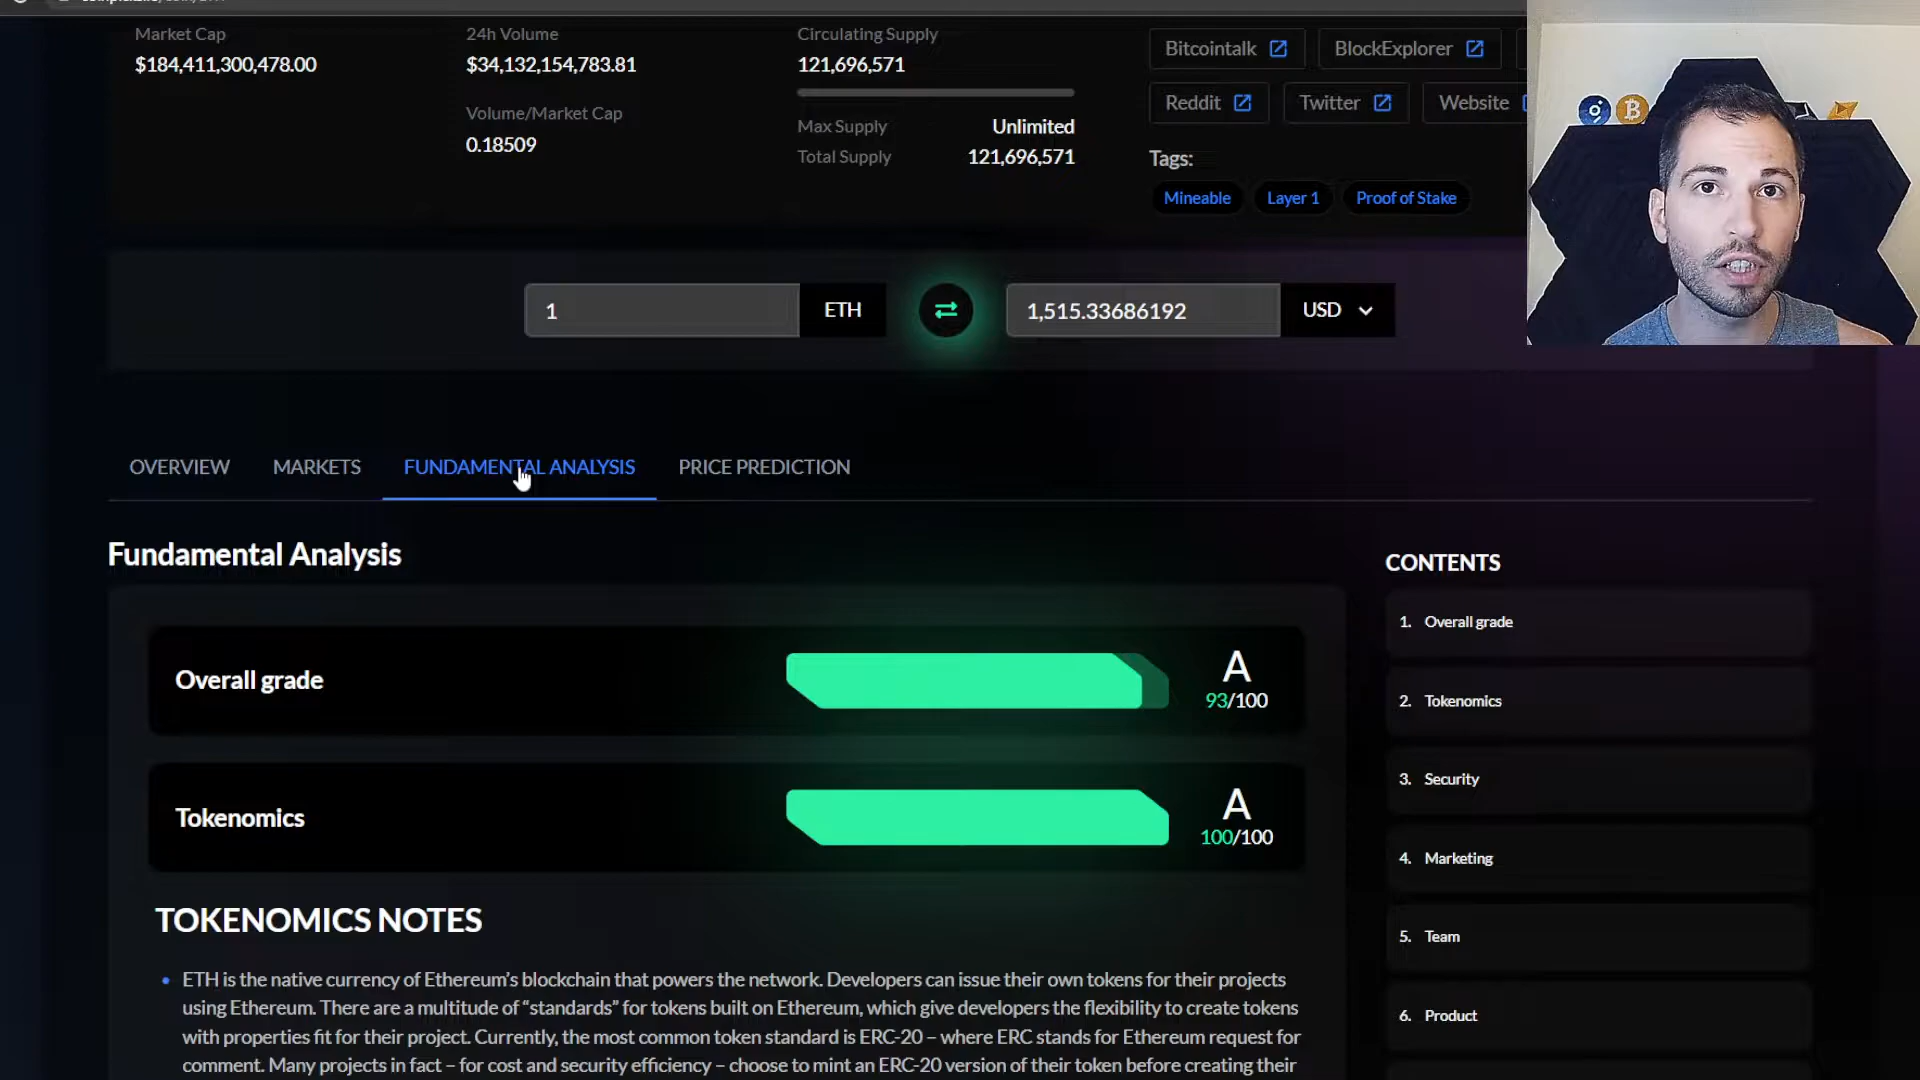 Market Cap
$184,411,300,478.00
24h Volume
$34,132,154,783.81
Volume/Market Cap
0.18509
Circulating Supply
121,696,571
Max Supply Unlimited
Total Supply 121,696,571
Bitcointalk BlockExplorer
Reddit Twitter Website
Tags:
Mineable Layer 1 Proof of Stake
1 ETH 1,515.33686192 USD
OVERVIEW MARKETS FUNDAMENTAL ANALYSIS PRICE PREDICTION
Fundamental Analysis
Overall grade
A
93/100
Tokenomics
A
100/100
TOKENOMICS NOTES
• ETH is the native currency of Ethereum’s blockchain that powers the network. Developers can issue their own tokens for their projects
using Ethereum. There are a multitude of “standards” for tokens built on Ethereum, which give developers the flexibility to create tokens
with properties fit for their project. Currently, the most common token standard is ERC-20 – where ERC stands for Ethereum request for
comment. Many projects in fact – for cost and security efficiency – choose to mint an ERC-20 version of their token before creating their
CONTENTS
1. Overall grade
2. Tokenomics
3. Security
4. Marketing
5. Team
6. Product